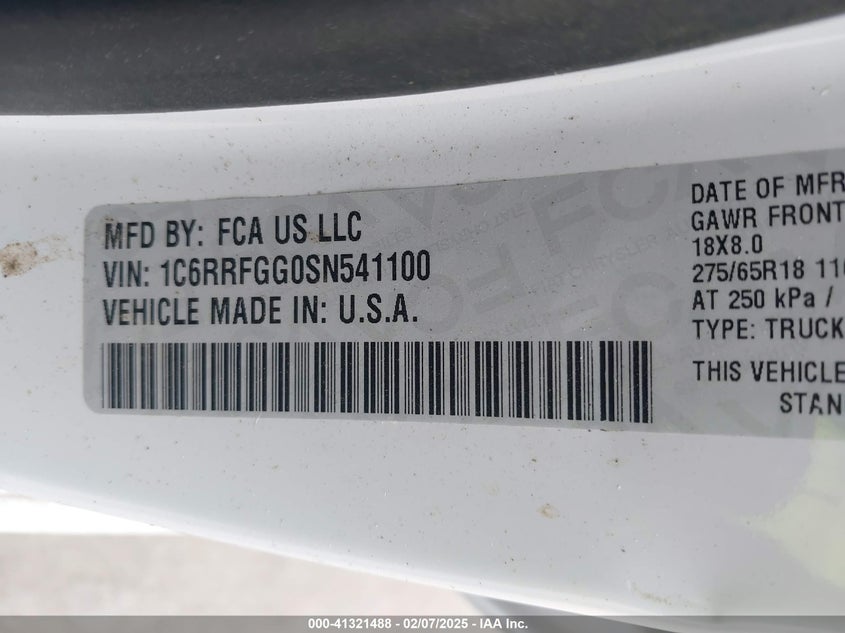 MFD BY: FCA US LLC
VIN: 1C6RRFGG0SN541100
VEHICLE MADE IN: U.S.A.
DATE OF MFR
GAWR FRONT
18X8.0
275/65R18
AT 250 kPa /
TYPE: TRUCK
THIS VEHICLE
000-41321488 - 02/07/2025 - IAA Inc.